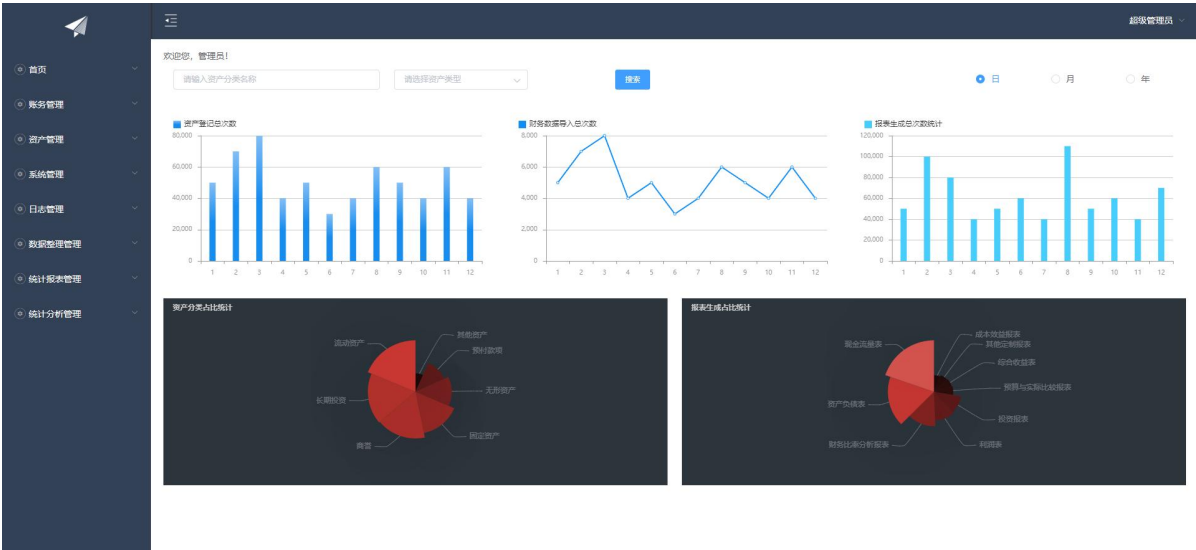 超级管理员
首页
账务管理
资产管理
系统管理
日志管理
数据整理管理
统计报表管理
统计分析管理
欢迎您，管理员！
请输入资产分类名称 请选择资产类型 搜索 日 月 年
资产登记总次数
80,000
60,000
40,000
20,000
0
1 2 3 4 5 6 7 8 9 10 11 12
财务数据导入总次数
8,000
6,000
4,000
2,000
0
1 2 3 4 5 6 7 8 9 10 11 12
报表生成总次数统计
120,000
100,000
80,000
60,000
40,000
20,000
0
1 2 3 4 5 6 7 8 9 10 11 12
资产分类占比统计
其他资产
流动资产
预付款项
无形资产
长期投资
固定资产
商誉
报表生成占比统计
成本效益报表
现金流量表
其他定制报表
综合收益表
预算与实际比较报表
资产负债表
投资报表
财务比率分析报表
利润表